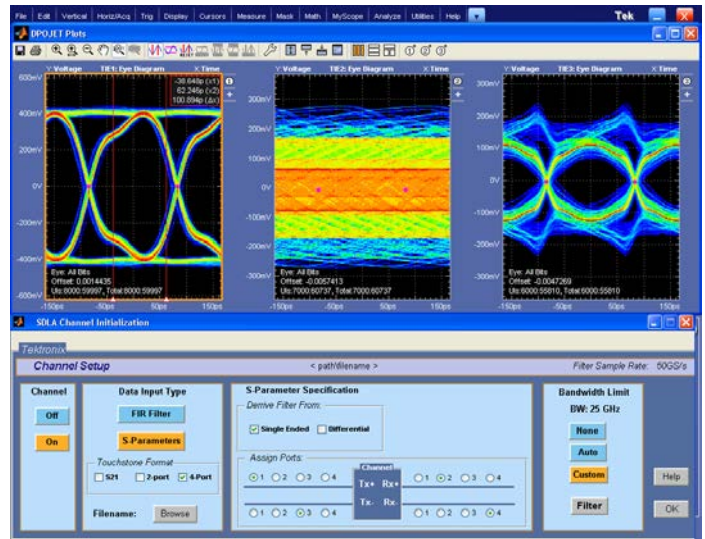 File Edit Vertical Horiz/Acq Trig Display Cursors Measure Mask Math MyScope Analyze Utilities Help Tek
DPOJET Plots
Y: Voltage TIE1: Eye Diagram X: Time
Y: Voltage TIE2: Eye Diagram X: Time
Y: Voltage TIE3: Eye Diagram X: Time
600mV
400mV
200mV
0V
-200mV
-400mV
-600mV
-38.648p (x1)
62.246p (x2)
100.894p (Δx)
Eye: All Bits
Offset: 0.0014435
UIs:8000:59997, Total:8000:59997
-150ps -50ps 50ps 150ps
200mV
100mV
0V
-100mV
-200mV
-300mV
Eye: All Bits
Offset: -0.0057413
UIs:7000:60737, Total:7000:60737
-150ps -50ps 50ps 150ps
300mV
200mV
100mV
0V
-100mV
-200mV
-300mV
Eye: All Bits
Offset: -0.0047269
UIs:6000:55810, Total:6000:55810
-150ps -50ps 50ps 150ps
SDLA Channel Initialization
Tektronix
Channel Setup < path\filename > Filter Sample Rate: 50GS/s
Channel
Off
On
Data Input Type
FIR Filter
S-Parameters
Touchstone Format
S21 2-port 4-Port
Filename: Browse
S-Parameter Specification
Derive Filter From:
Single Ended Differential
Assign Ports:
Channel
1 2 3 4 Tx+ Rx+ 1 2 3 4
1 2 3 4 Tx- Rx- 1 2 3 4
Bandwidth Limit
BW: 25 GHz
None
Auto
Custom
Filter
Help
OK